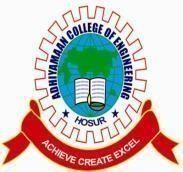 ADHIYAMAAN COLLEGE OF ENGINEERING
HOSUR
ACHIEVE CREATE EXCEL